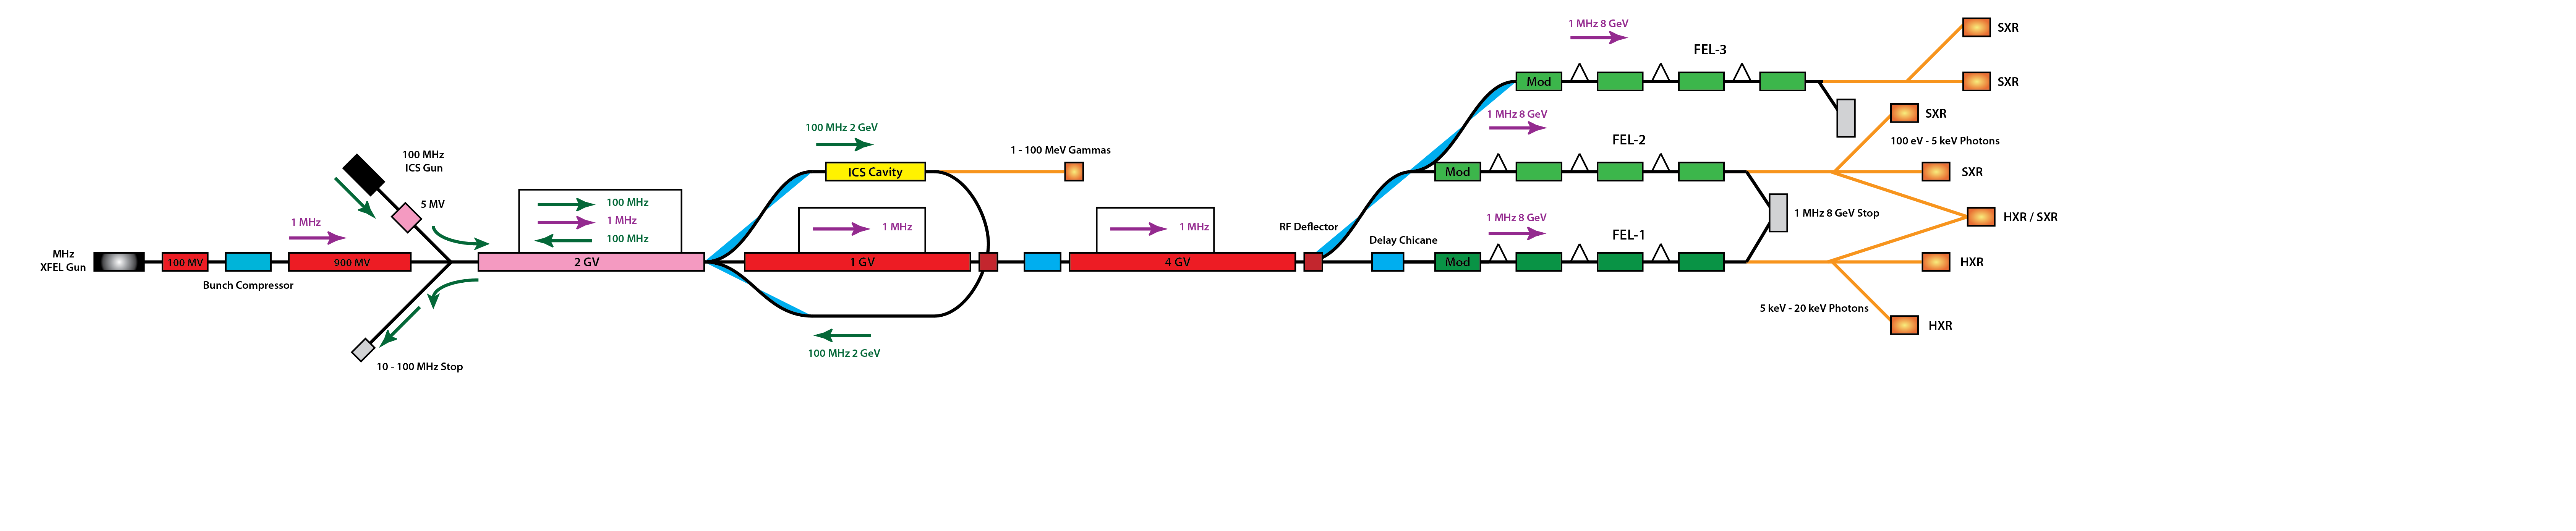 1 MHz 8 GeV
SXR
FEL-3
Mod
SXR
1 MHz 8 GeV
SXR
100 MHz 2 GeV
FEL-2
100 eV - 5 keV Photons
100 MHz
ICS Gun
1 - 100 MeV Gammas
ICS Cavity
Mod
SXR
5 MV
100 MHz
1 MHz
1 MHz
100 MHz
1 MHz
1 MHz
RF Deflector
1 MHz 8 GeV
1 MHz 8 GeV Stop
HXR / SXR
FEL-1
Delay Chicane
MHz
XFEL Gun
100 MV
900 MV
2 GV
1 GV
4 GV
Mod
HXR
Bunch Compressor
5 keV - 20 keV Photons
HXR
100 MHz 2 GeV
10 - 100 MHz Stop